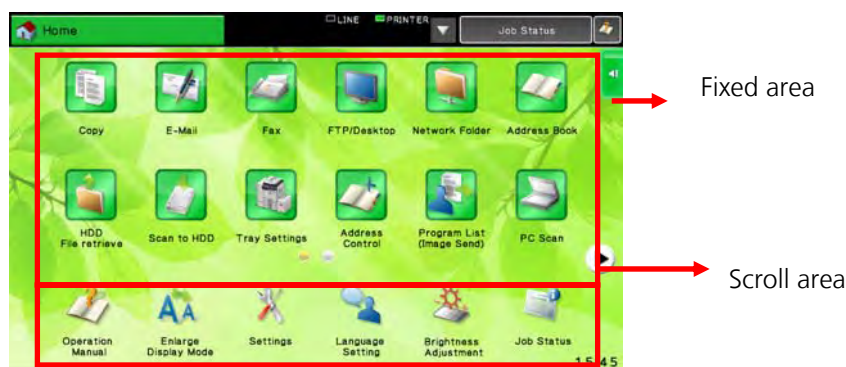 Home
LINE PRINTER
Job Status
Fixed area
Copy
E-Mail
Fax
FTP/Desktop
Network Folder
Address Book
HDD
File retrieve
Scan to HDD
Tray Settings
Address
Control
Program List
(Image Send)
PC Scan
Scroll area
Operation
Manual
Enlarge
Display Mode
Settings
Language
Setting
Brightness
Adjustment
Job Status
15:45